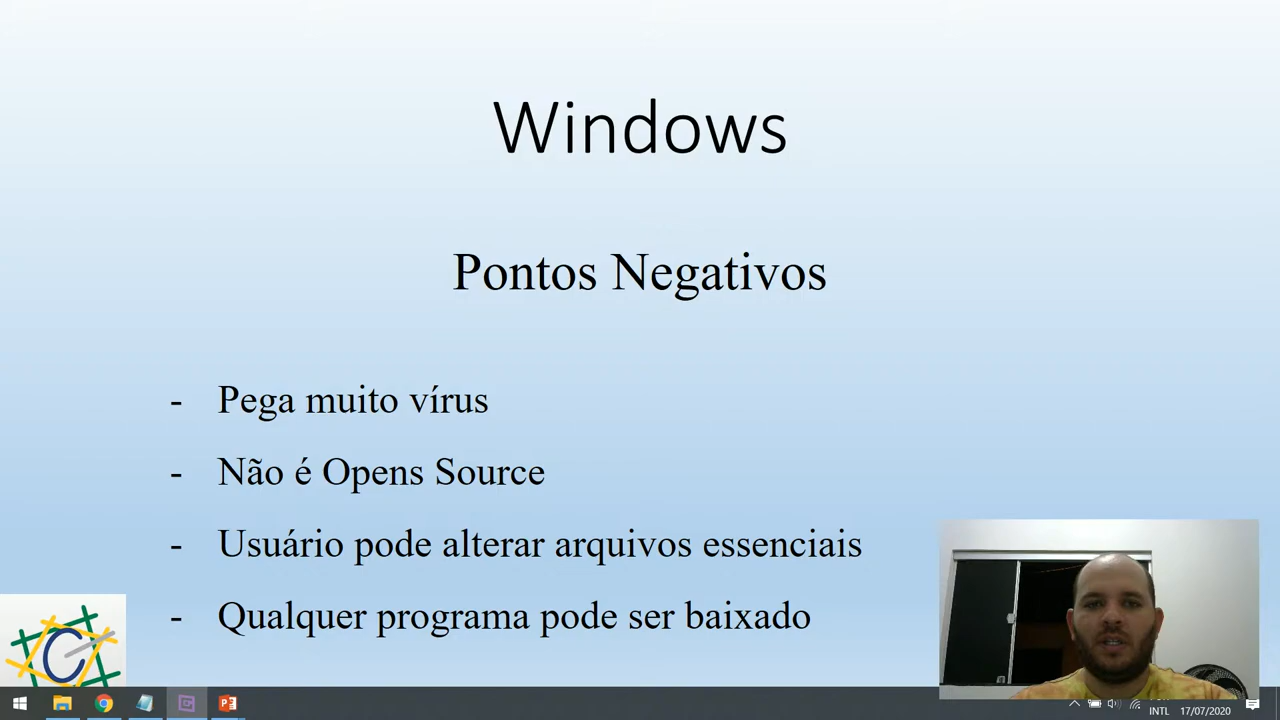 Windows
Pontos Negativos
- Pega muito vírus
- Não é Opens Source
- Usuário pode alterar arquivos essenciais
- Qualquer programa pode ser baixado
C
INTL 17/07/2020